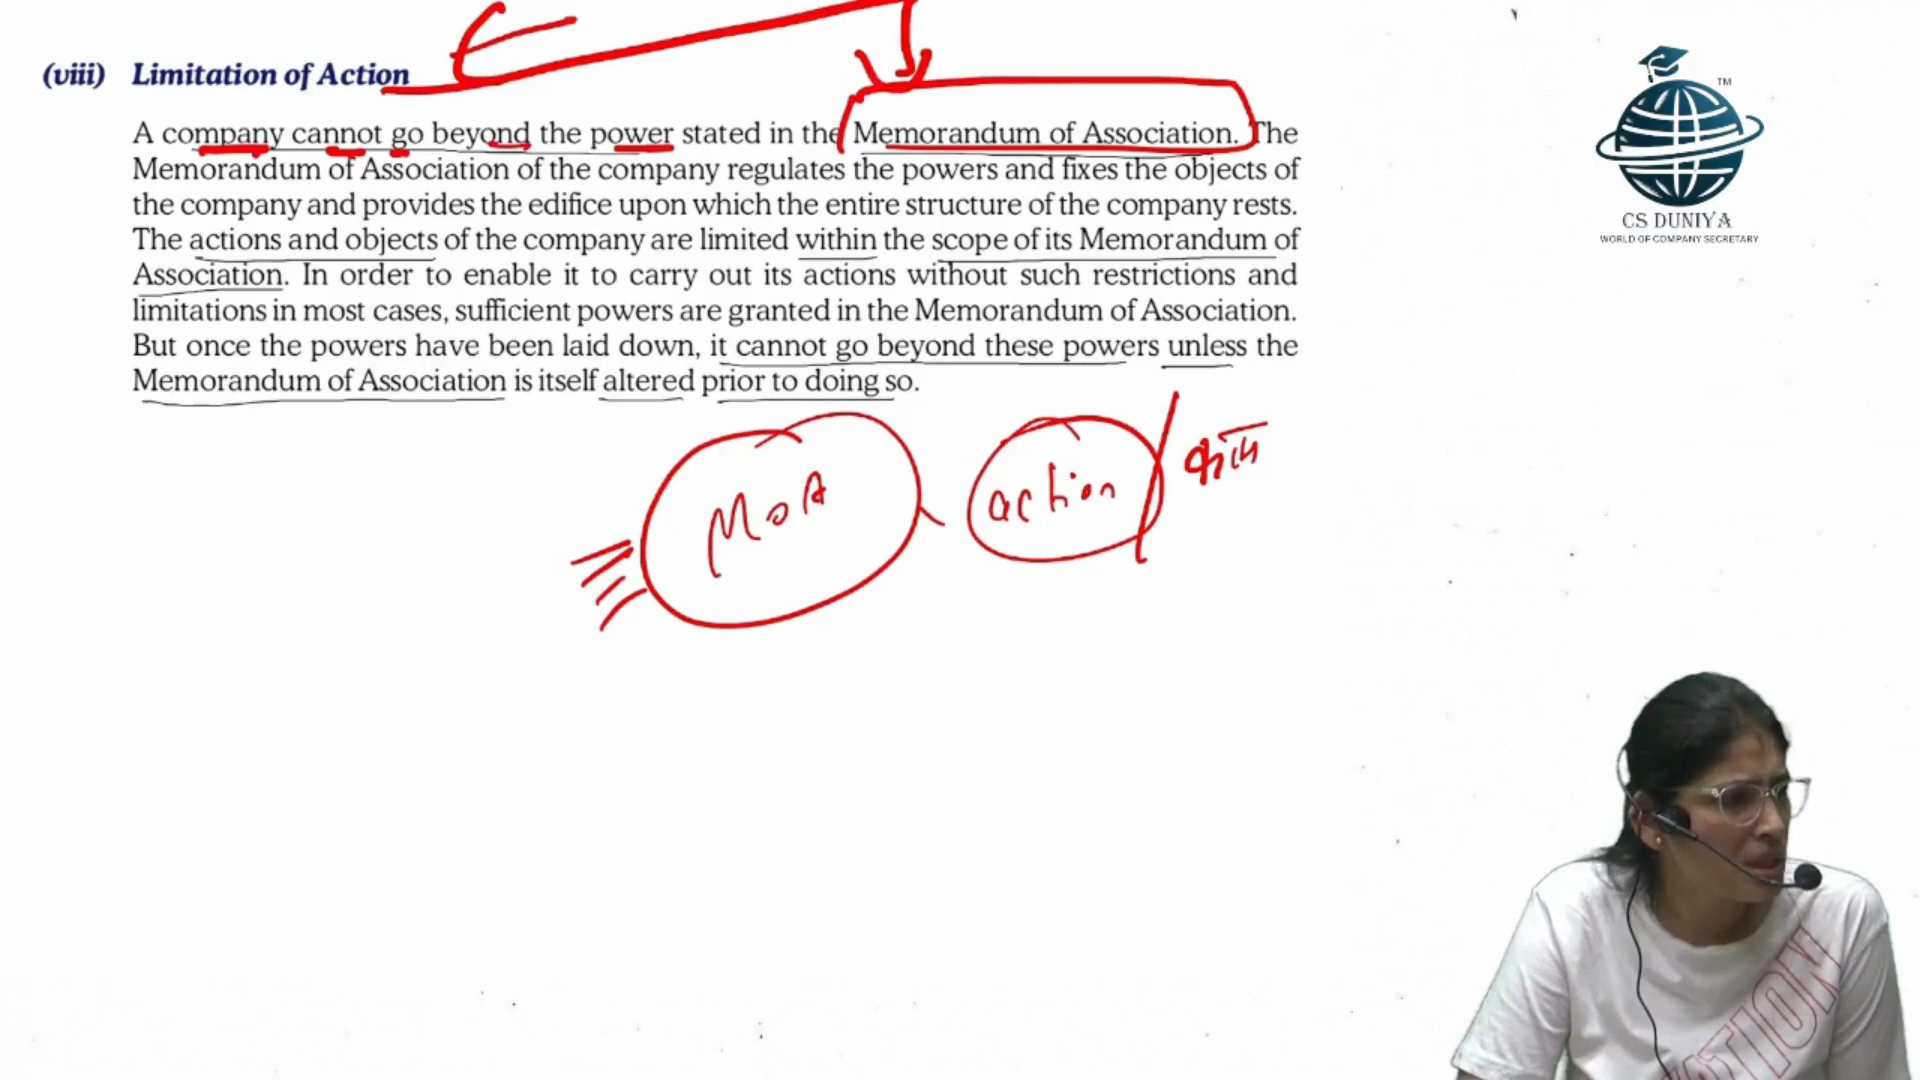 (viii) Limitation of Action
A company cannot go beyond the power stated in the Memorandum of Association. The
Memorandum of Association of the company regulates the powers and fixes the objects of
the company and provides the edifice upon which the entire structure of the company rests.
The actions and objects of the company are limited within the scope of its Memorandum of
Association. In order to enable it to carry out its actions without such restrictions and
limitations in most cases, sufficient powers are granted in the Memorandum of Association.
But once the powers have been laid down, it cannot go beyond these powers unless the
Memorandum of Association is itself altered prior to doing so.
MOA
action
TM
CS DUNIYA
WORLD OF COMPANY SECRETARY